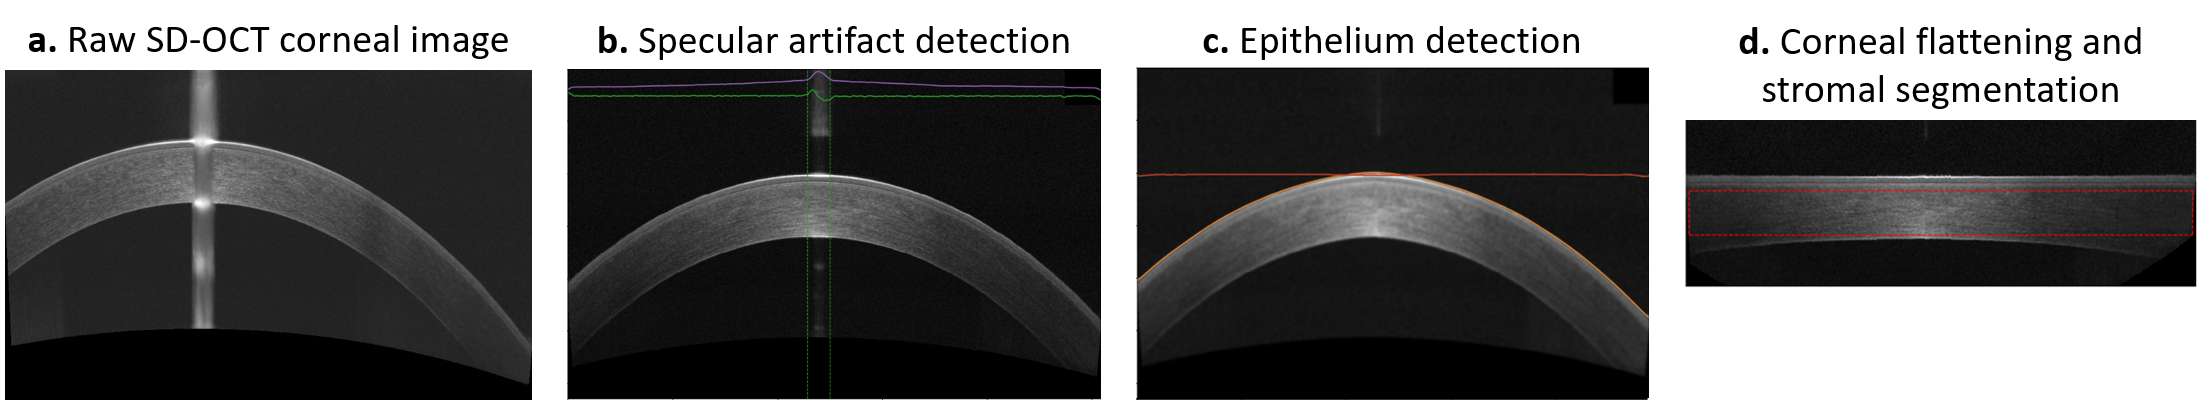 a. Raw SD-OCT corneal image
b. Specular artifact detection
c. Epithelium detection
d. Corneal flattening and
stromal segmentation